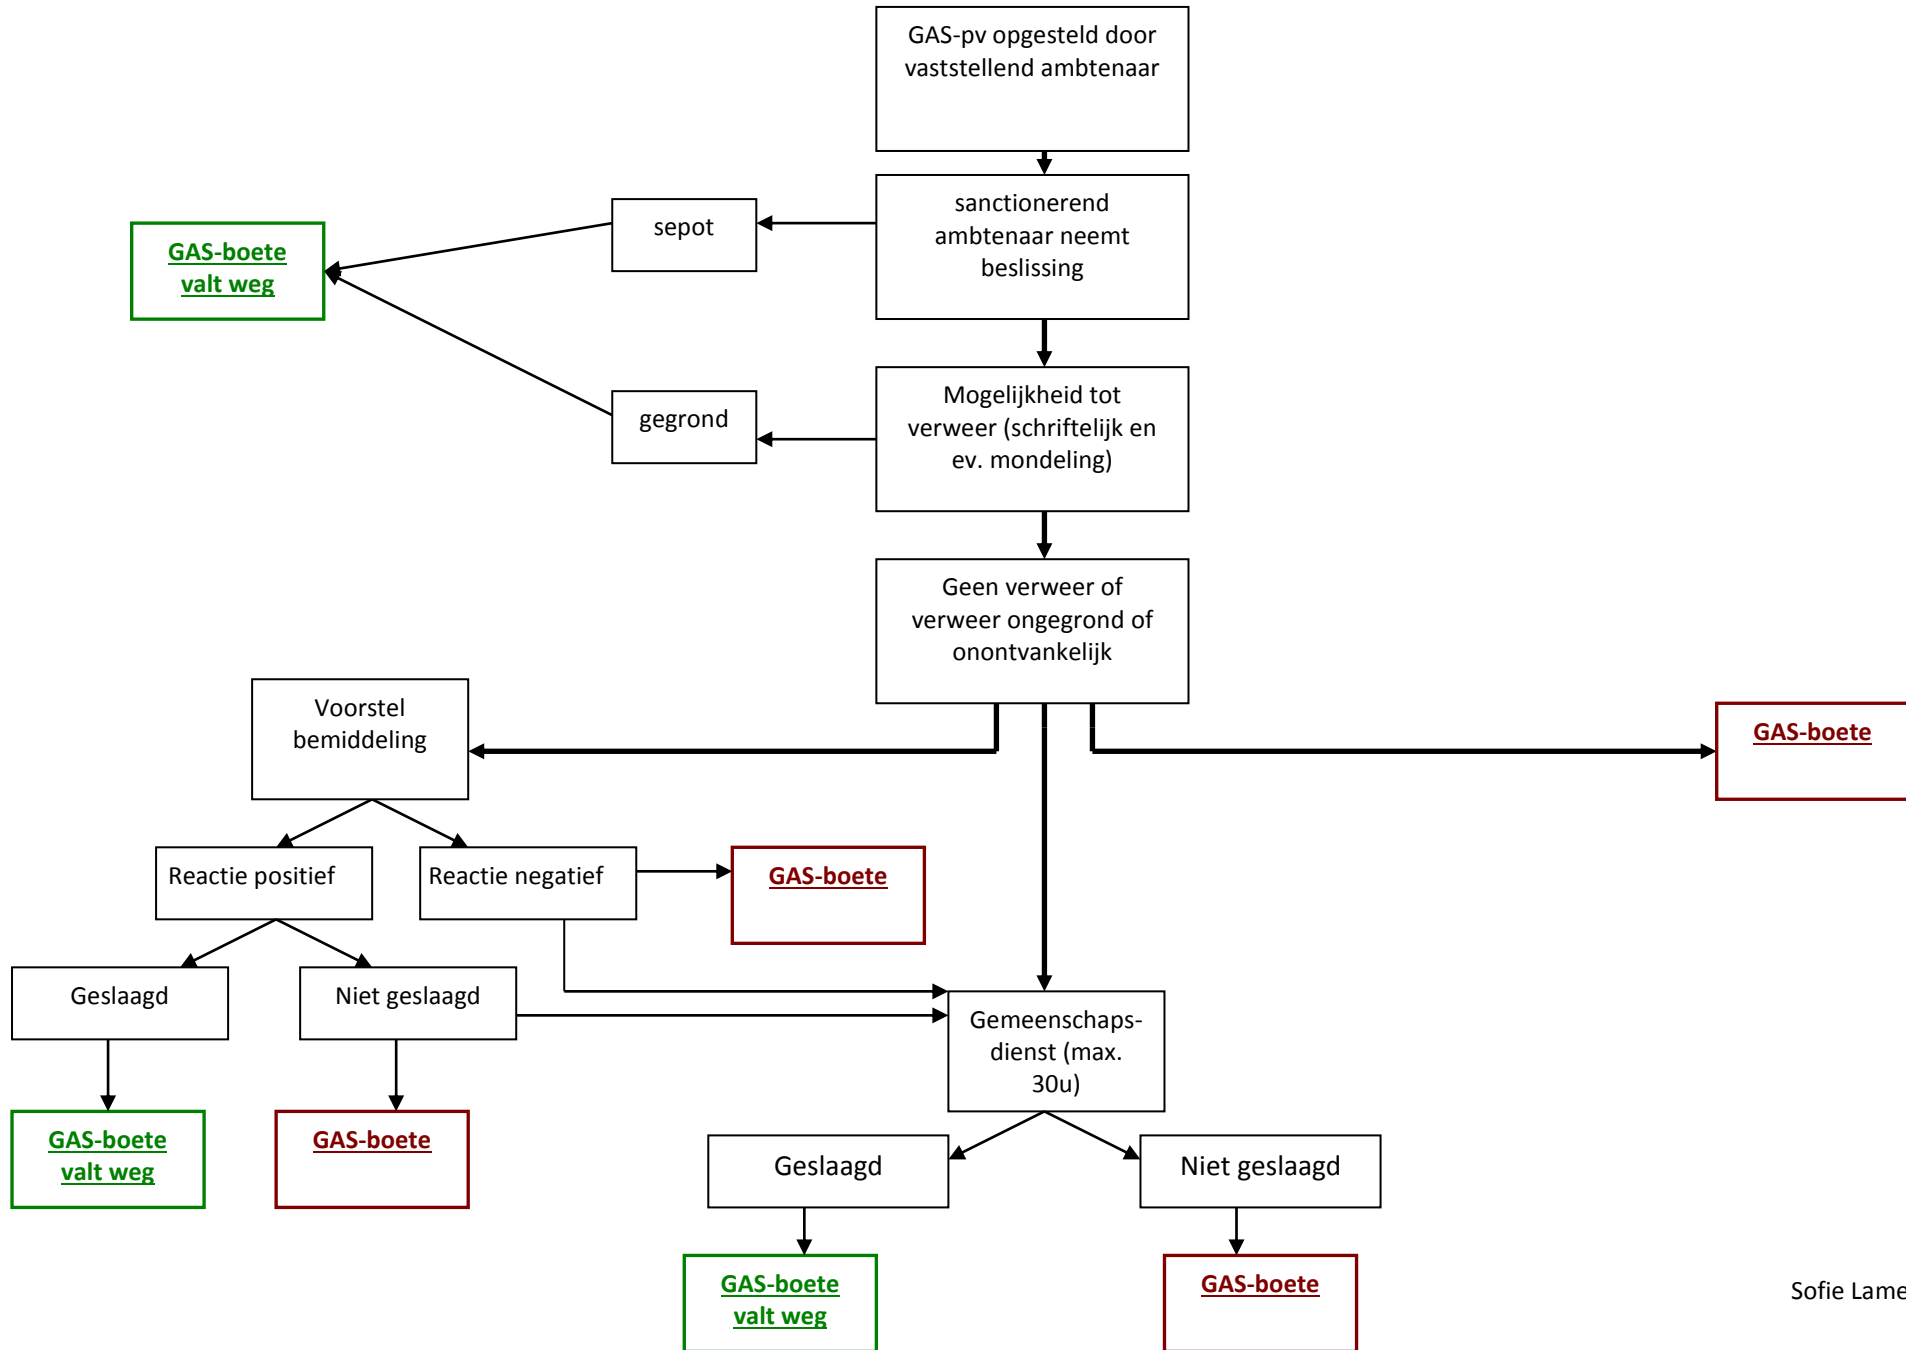 GAS-pv opgesteld door
vaststellend ambtenaar
sanctionerend
ambtenaar neemt
beslissing
sepot
GAS-boete
valt weg
Mogelijkheid tot
verweer (schriftelijk en
ev. mondeling)
gegrond
Geen verweer of
verweer ongegrond of
onontvankelijk
Voorstel
bemiddeling
GAS-boete
Reactie positief
Reactie negatief
GAS-boete
Geslaagd
Niet geslaagd
Gemeenschaps-
dienst (max.
30u)
GAS-boete
valt weg
GAS-boete
Geslaagd
Niet geslaagd
GAS-boete
valt weg
GAS-boete
Sofie Lame